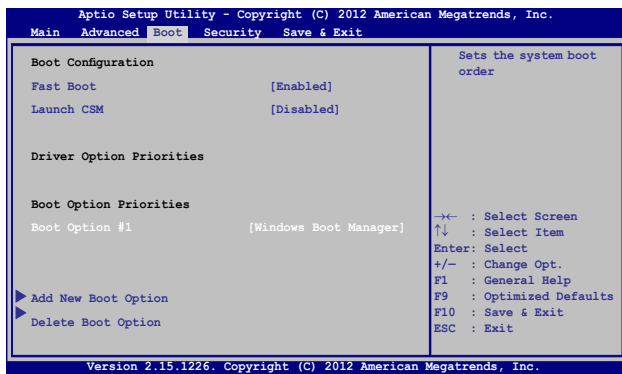 Aptio Setup Utility - Copyright (C) 2012 American Megatrends, Inc.
Main Advanced Boot Security Save & Exit
Boot Configuration
Fast Boot [Enabled]
Launch CSM [Disabled]
Driver Option Priorities
Boot Option Priorities
Boot Option #1 [Windows Boot Manager]
Add New Boot Option
Delete Boot Option
Sets the system boot
order
→← : Select Screen
↑↓ : Select Item
Enter: Select
+/— : Change Opt.
F1 : General Help
F9 : Optimized Defaults
F10 : Save & Exit
ESC : Exit
Version 2.15.1226. Copyright (C) 2012 American Megatrends, Inc.